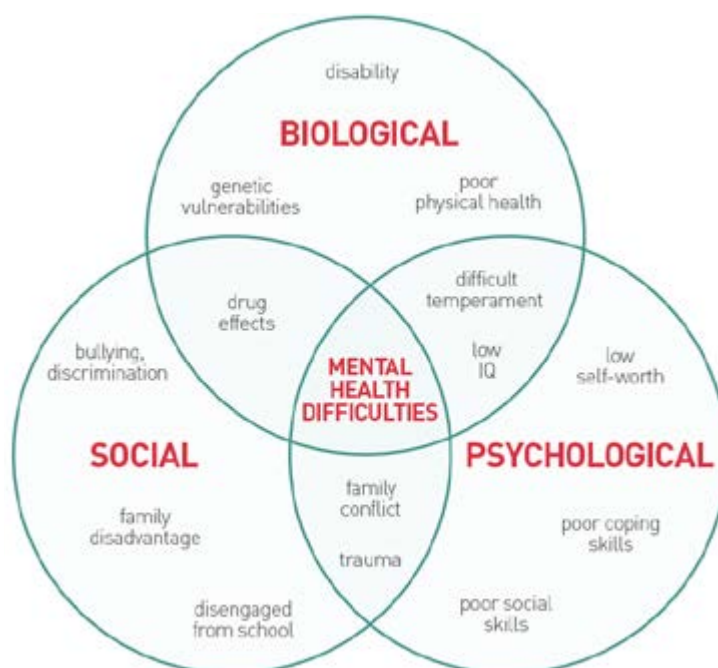 disability
BIOLOGICAL
genetic
vulnerabilities
poor
physical health
drug
effects
difficult
temperament
low
IQ
bullying,
discrimination
MENTAL
HEALTH
DIFFICULTIES
low
self-worth
SOCIAL
PSYCHOLOGICAL
family
disadvantage
family
conflict
trauma
poor coping
skills
disengaged
from school
poor social
skills